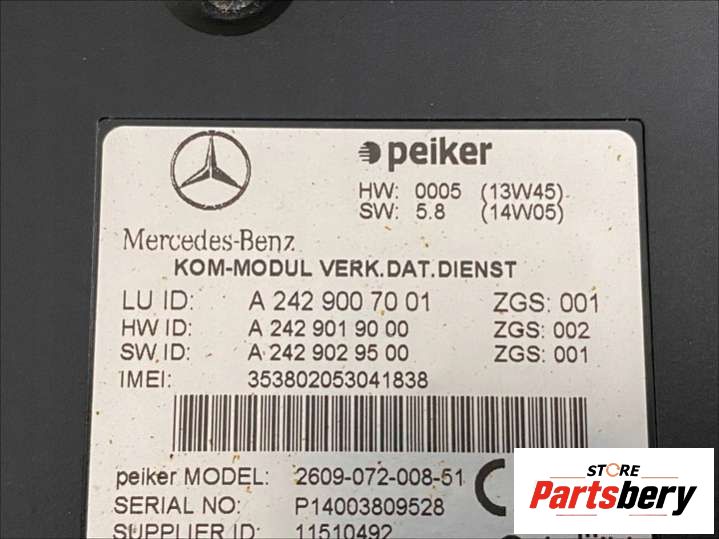 peiker
HW: 0005 (13W45)
SW: 5.8 (14W05)
Mercedes-Benz
KOM-MODUL VERK.DAT.DIENST
LU ID: A 242 900 70 01 ZGS: 001
HW ID: A 242 901 90 00 ZGS: 002
SW ID: A 242 902 95 00 ZGS: 001
IMEI: 353802053041838
peiker MODEL: 2609-072-008-51
SERIAL NO: P14003809528
SUPPLIER ID: 11510492
STORE
Partsbery